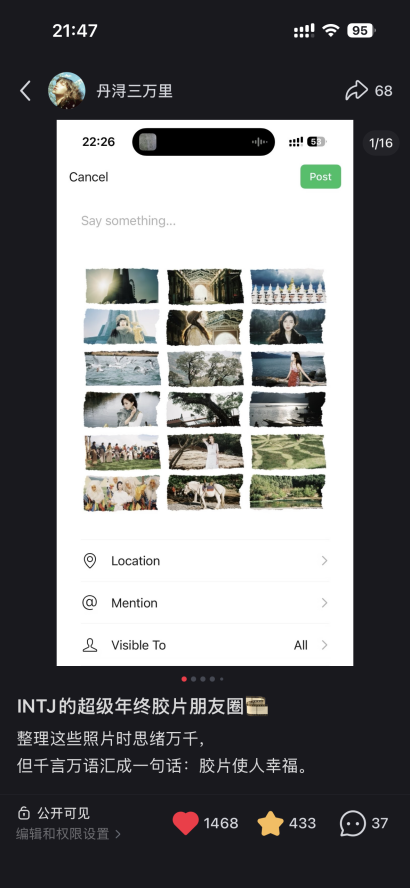 21:47
95
丹浔三万里
68
22:26
53
1/16
Cancel
Post
Say something...
Location
Mention
Visible To
All
INTJ的超级年终胶片朋友圈
整理这些照片时思绪万千，
但千言万语汇成一句话：胶片使人幸福。
公开可见
编辑和权限设置
1468
433
37